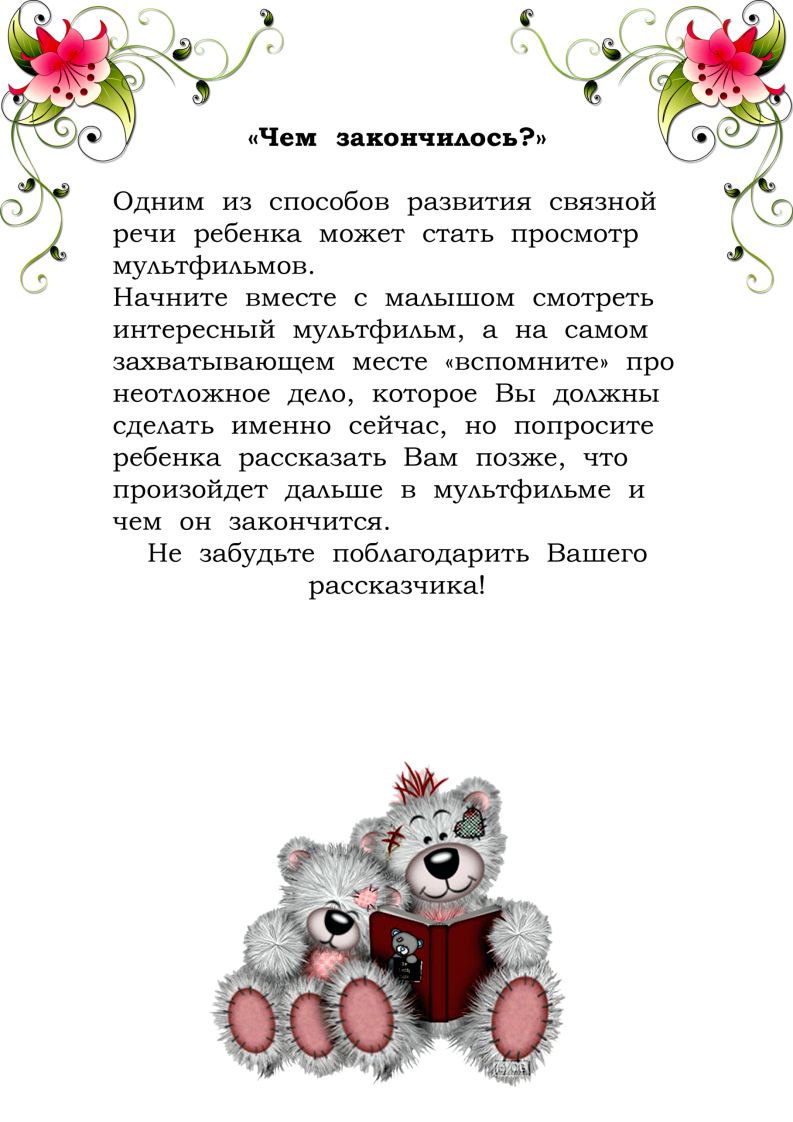 «Чем закончилось?»
Одним из способов развития связной
речи ребенка может стать просмотр
мультфильмов.
Начните вместе с малышом смотреть
интересный мультфильм, а на самом
захватывающем месте «вспомните» про
неотложное дело, которое Вы должны
сделать именно сейчас, но попросите
ребенка рассказать Вам позже, что
произойдет дальше в мультфильме и
чем он закончится.
Не забудьте поблагодарить Вашего
рассказчика!